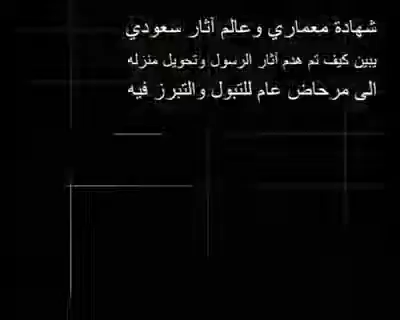 شهادة معماري وعالم آثار سعودي
يبين كيف تم هدم آثار الرسول وتحويل منزله
الى مرحاض عام للتبول والتبرز فيه